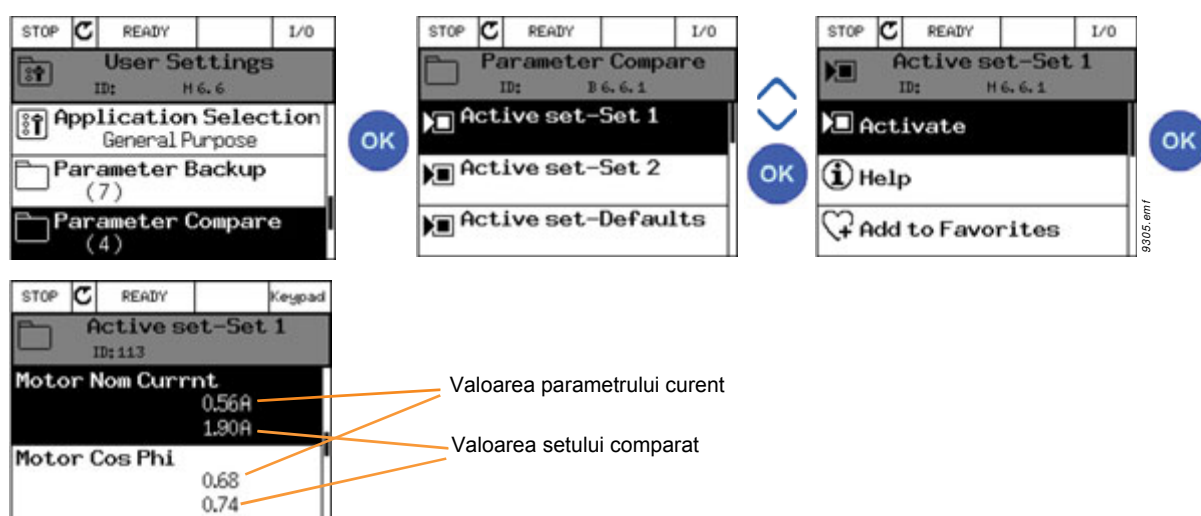 STOP READY I/O
User Settings
ID: M6.6
Application Selection
General Purpose
Parameter Backup
(7)
Parameter Compare
(4)
OK
STOP READY I/O
Parameter Compare
ID: B6.6.1
Active set-Set 1
Active set-Set 2
Active set-Defaults
OK
STOP READY I/O
Active set-Set 1
ID: M6.6.1
Activate
Help
Add to Favorites
OK
9305.emf
STOP READY Keypad
Active set-Set 1
ID:113
Motor Nom Currnt
0.56A
1.90A
Motor Cos Phi
0.68
0.74
Valoarea parametrului curent
Valoarea setului comparat